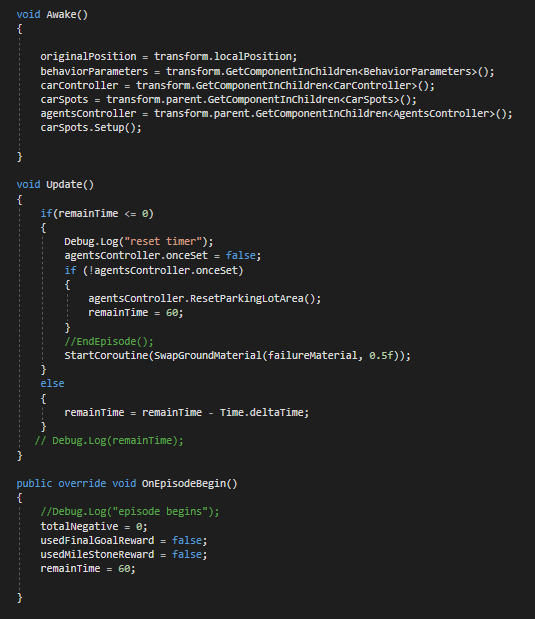 void Awake()
{
originalPosition = transform.localPosition;
behaviorParameters = transform.GetComponentInChildren<BehaviorParameters>();
carController = transform.GetComponentInChildren<CarController>();
carSpots = transform.parent.GetComponentInChildren<CarSpots>();
agentsController = transform.parent.GetComponentInChildren<AgentsController>();
carSpots.Setup();
}
void Update()
{
if(remainTime <= 0)
{
Debug.Log("reset timer");
agentsController.onceSet = false;
if (!agentsController.onceSet)
{
agentsController.ResetParkingLotArea();
remainTime = 60;
}
//EndEpisode();
StartCoroutine(SwapGroundMaterial(failureMaterial, 0.5f));
}
else
{
remainTime = remainTime - Time.deltaTime;
}
// Debug.Log(remainTime);
}
public override void OnEpisodeBegin()
{
//Debug.Log("episode begins");
totalNegative = 0;
usedFinalGoalReward = false;
usedMileStoneReward = false;
remainTime = 60;
}